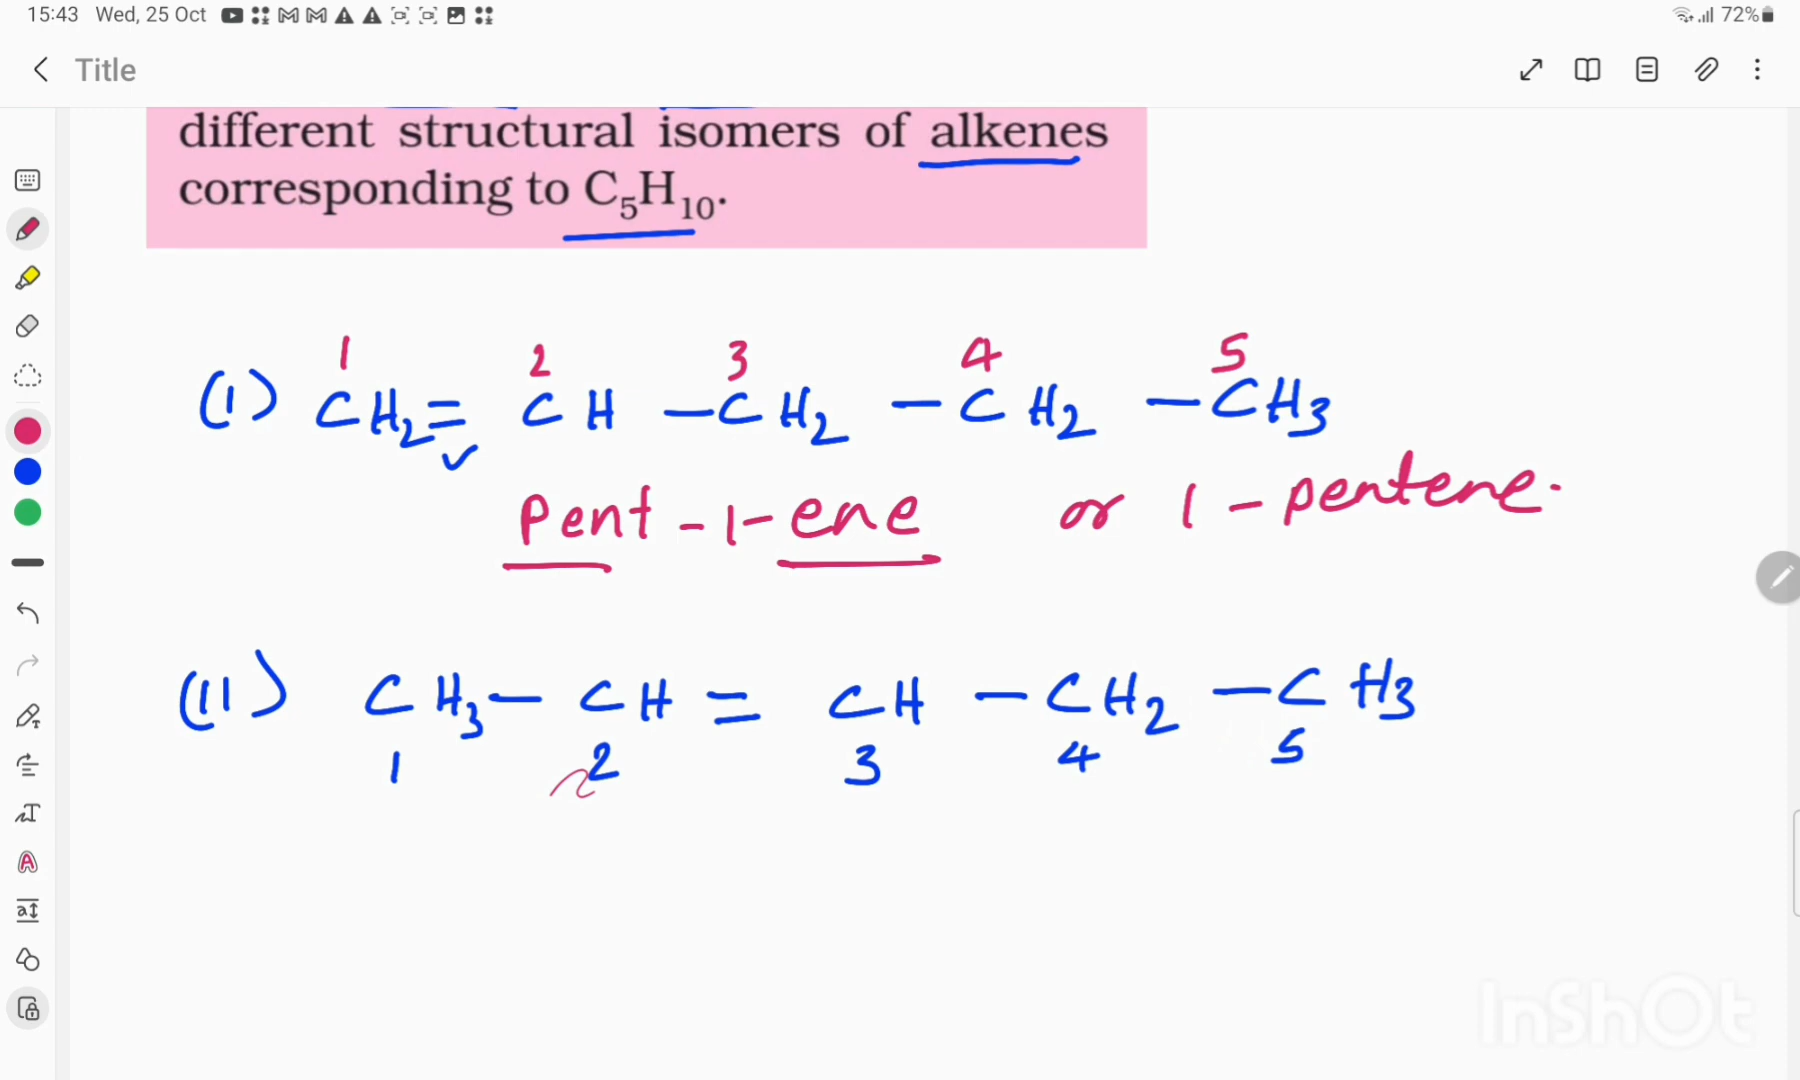 15:43 Wed, 25 Oct 72%
Title
different structural isomers of alkenes
corresponding to C₅H₁₀.
1 2 3 4 5
(1) CH₂ = CH - CH₂ - CH₂ - CH₃
Pent - 1 - ene or 1 - pentene.
(11) CH₃ - CH = CH - CH₂ - CH₃
1 2 3 4 5
InShOt